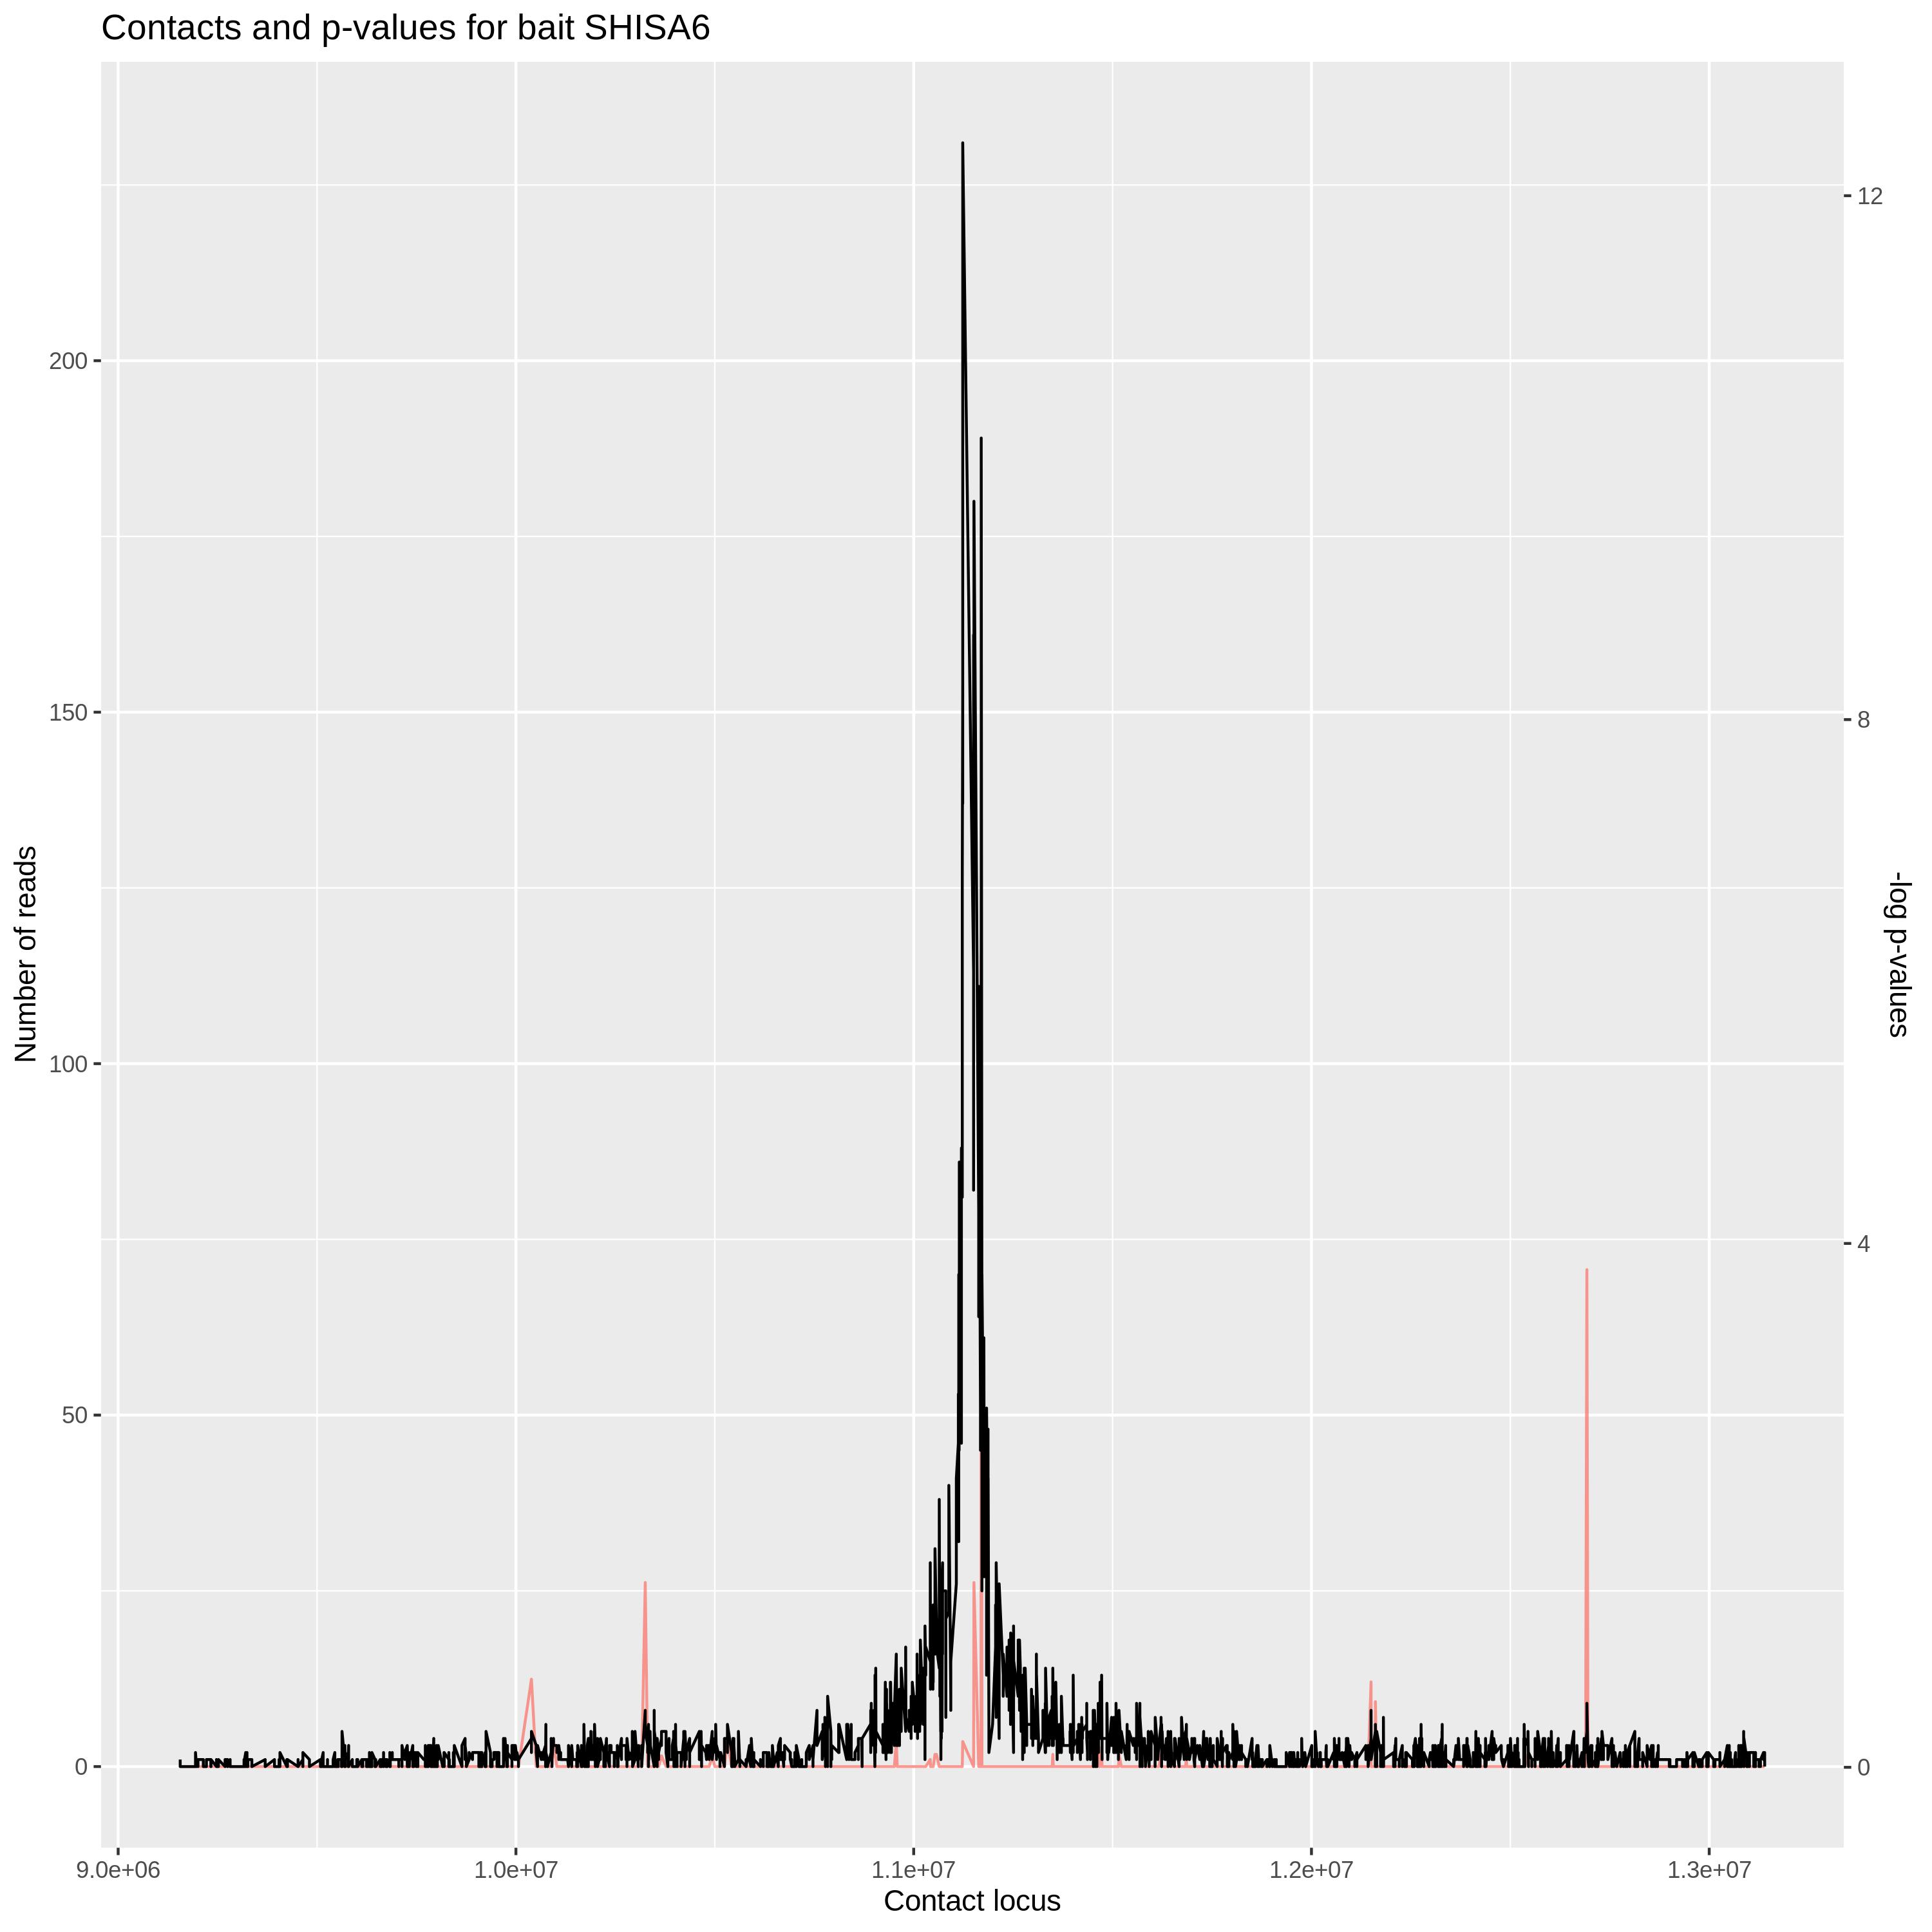 Contacts and p-values for bait SHISA6
Number of reads
200
150
100
50
0
12
8
4
0
-log p-values
9.0e+06
1.0e+07
1.1e+07
1.2e+07
1.3e+07
Contact locus